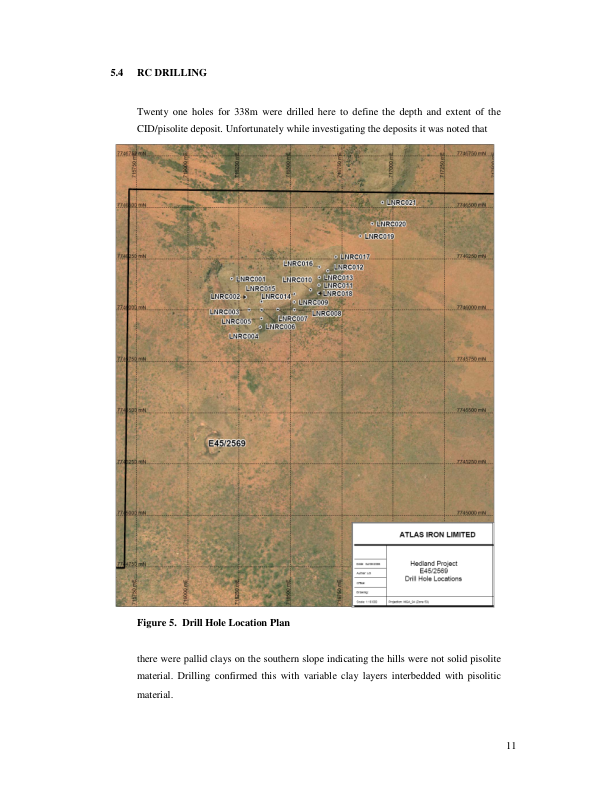 5.4 RC DRILLING
Twenty one holes for 338m were drilled here to define the depth and extent of the
CID/pisolite deposit. Unfortunately while investigating the deposits it was noted that
LNRC021
LNRC020
LNRC019
LNRC017
LNRC016
LNRC012
LNRC001
LNRC010
LNRC013
LNRC011
LNRC015
LNRC018
LNRC002
LNRC014
LNRC009
LNRC003
LNRC008
LNRC007
LNRC005
LNRC006
LNRC004
E45/2569
ATLAS IRON LIMITED
Hedland Project
E45/2569
Drill Hole Locations
Figure 5. Drill Hole Location Plan
there were pallid clays on the southern slope indicating the hills were not solid pisolite
material. Drilling confirmed this with variable clay layers interbedded with pisolitic
material.
11